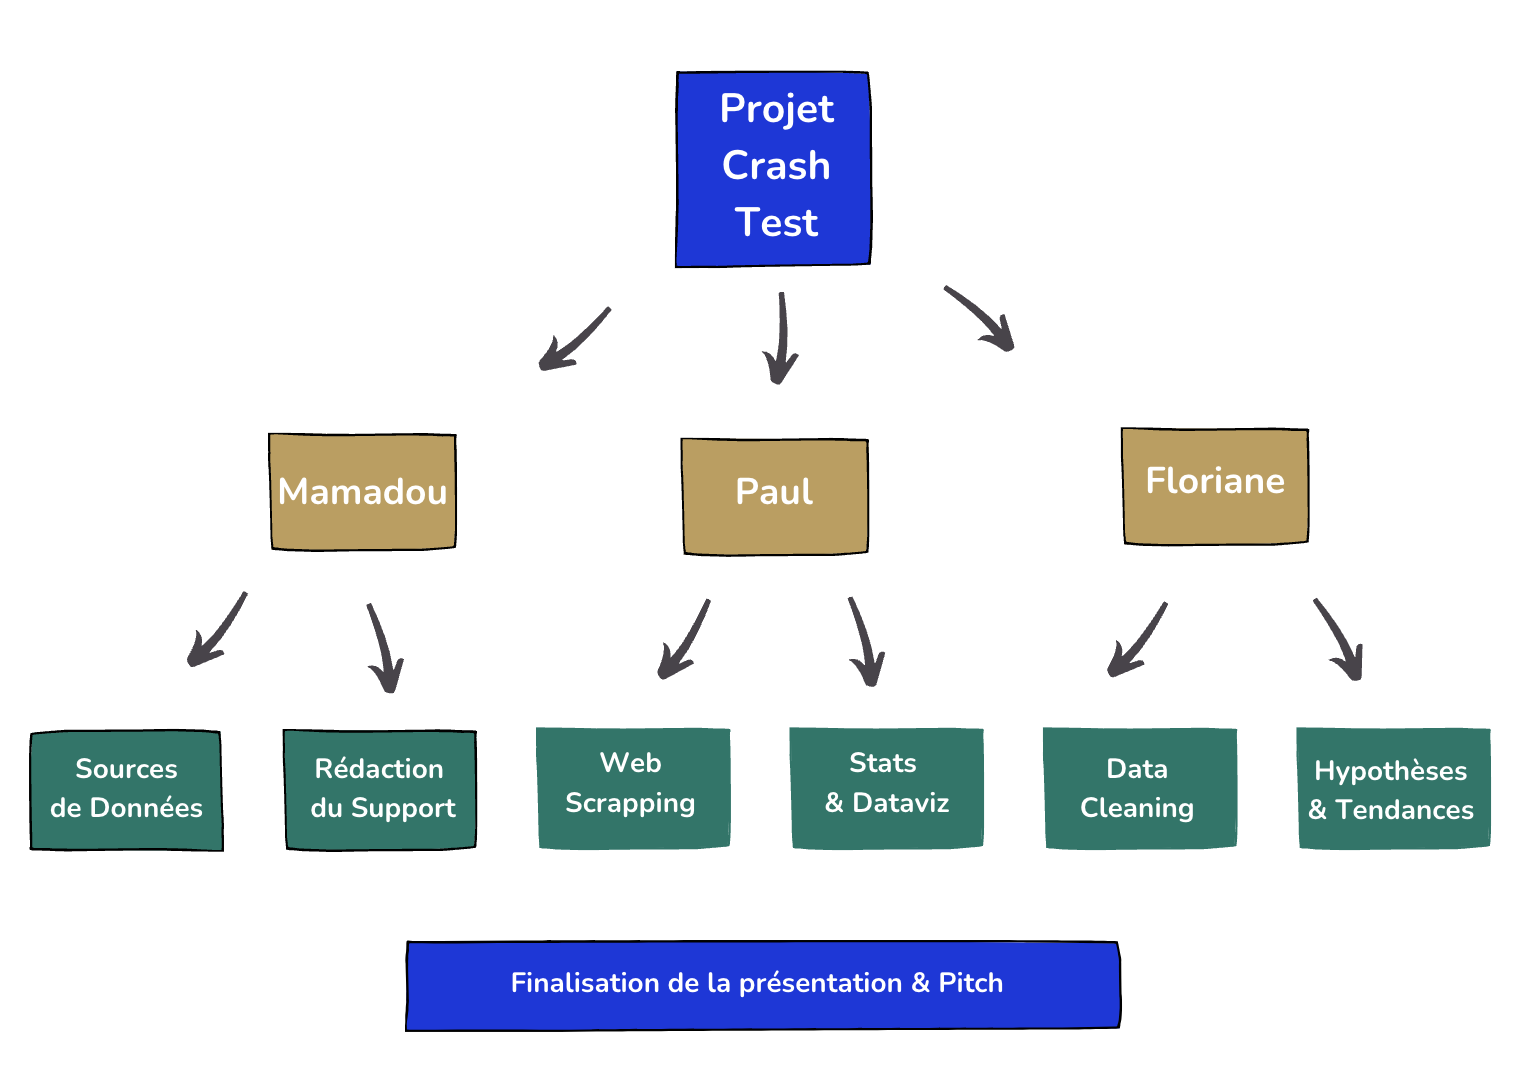 Projet
Crash
Test
Mamadou
Paul
Floriane
Sources
de Données
Rédaction
du Support
Web
Scrapping
Stats
& Dataviz
Data
Cleaning
Hypothèses
& Tendances
Finalisation de la présentation & Pitch